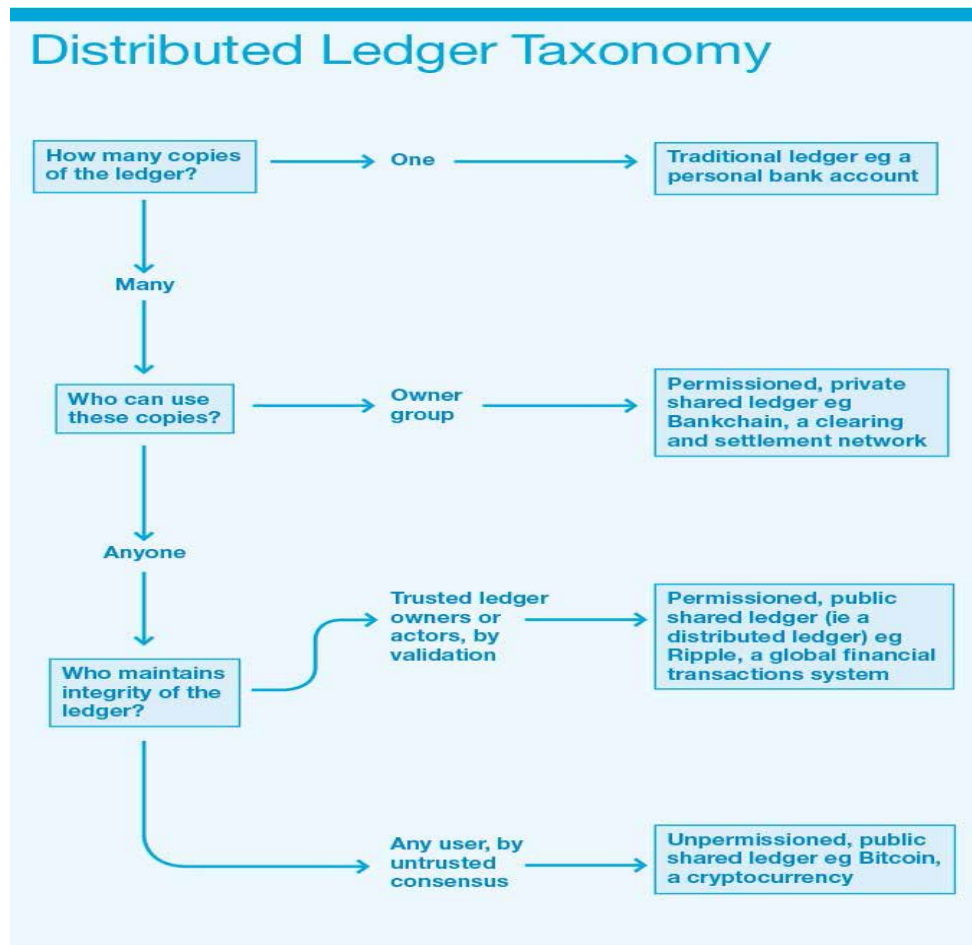 Distributed Ledger Taxonomy
How many copies
of the ledger?
One
Traditional ledger eg a
personal bank account
Many
Who can use
these copies?
Owner
group
Permissioned, private
shared ledger eg
Bankchain, a clearing
and settlement network
Anyone
Who maintains
integrity of the
ledger?
Trusted ledger
owners or
actors, by
validation
Permissioned, public
shared ledger (ie a
distributed ledger) eg
Ripple, a global financial
transactions system
Any user, by
untrusted
consensus
Unpermissioned, public
shared ledger eg Bitcoin,
a cryptocurrency